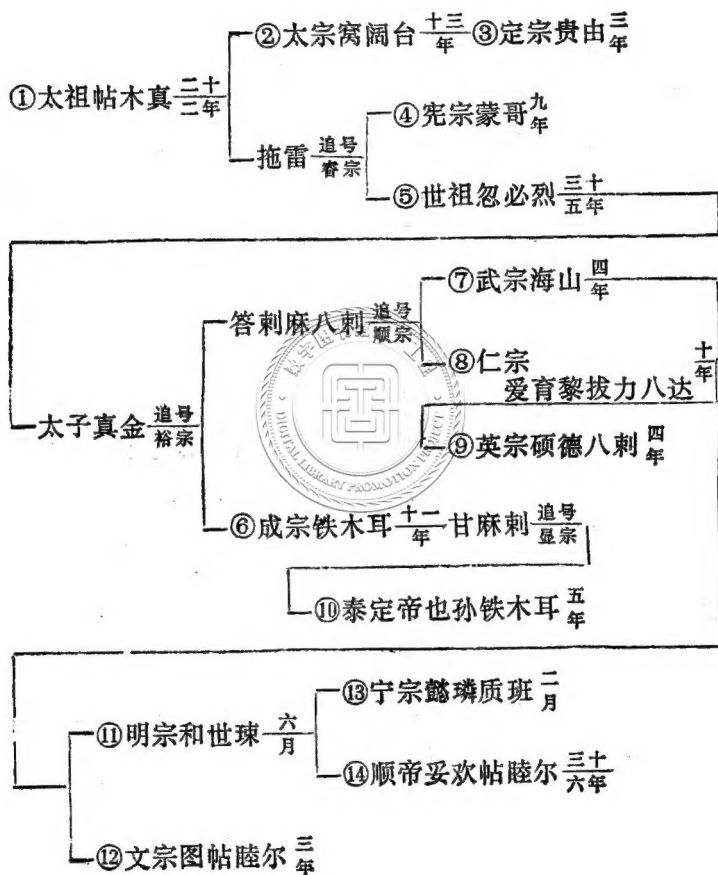 ②太宗窝阔台 十三年 ③定宗贵由 三年
①太祖帖木真 二十二年
④宪宗蒙哥 九年
拖雷 追号睿宗
⑤世祖忽必烈 三十五年
⑦武宗海山 四年
答剌麻八剌 追号顺宗
⑧仁宗爱育黎拔力八达 十年
太子真金 追号裕宗
⑨英宗硕德八剌 四年
⑥成宗铁木耳 十一年 甘麻剌 追号显宗
⑩泰定帝也孙铁木耳 五年
⑬宁宗懿璘质班 二月
⑪明宗和世㻋 六月
⑭顺帝妥欢帖睦尔 三十六年
⑫文宗图帖睦尔 三年
DIGITAL LIBRARY PROMOTION PROJECT